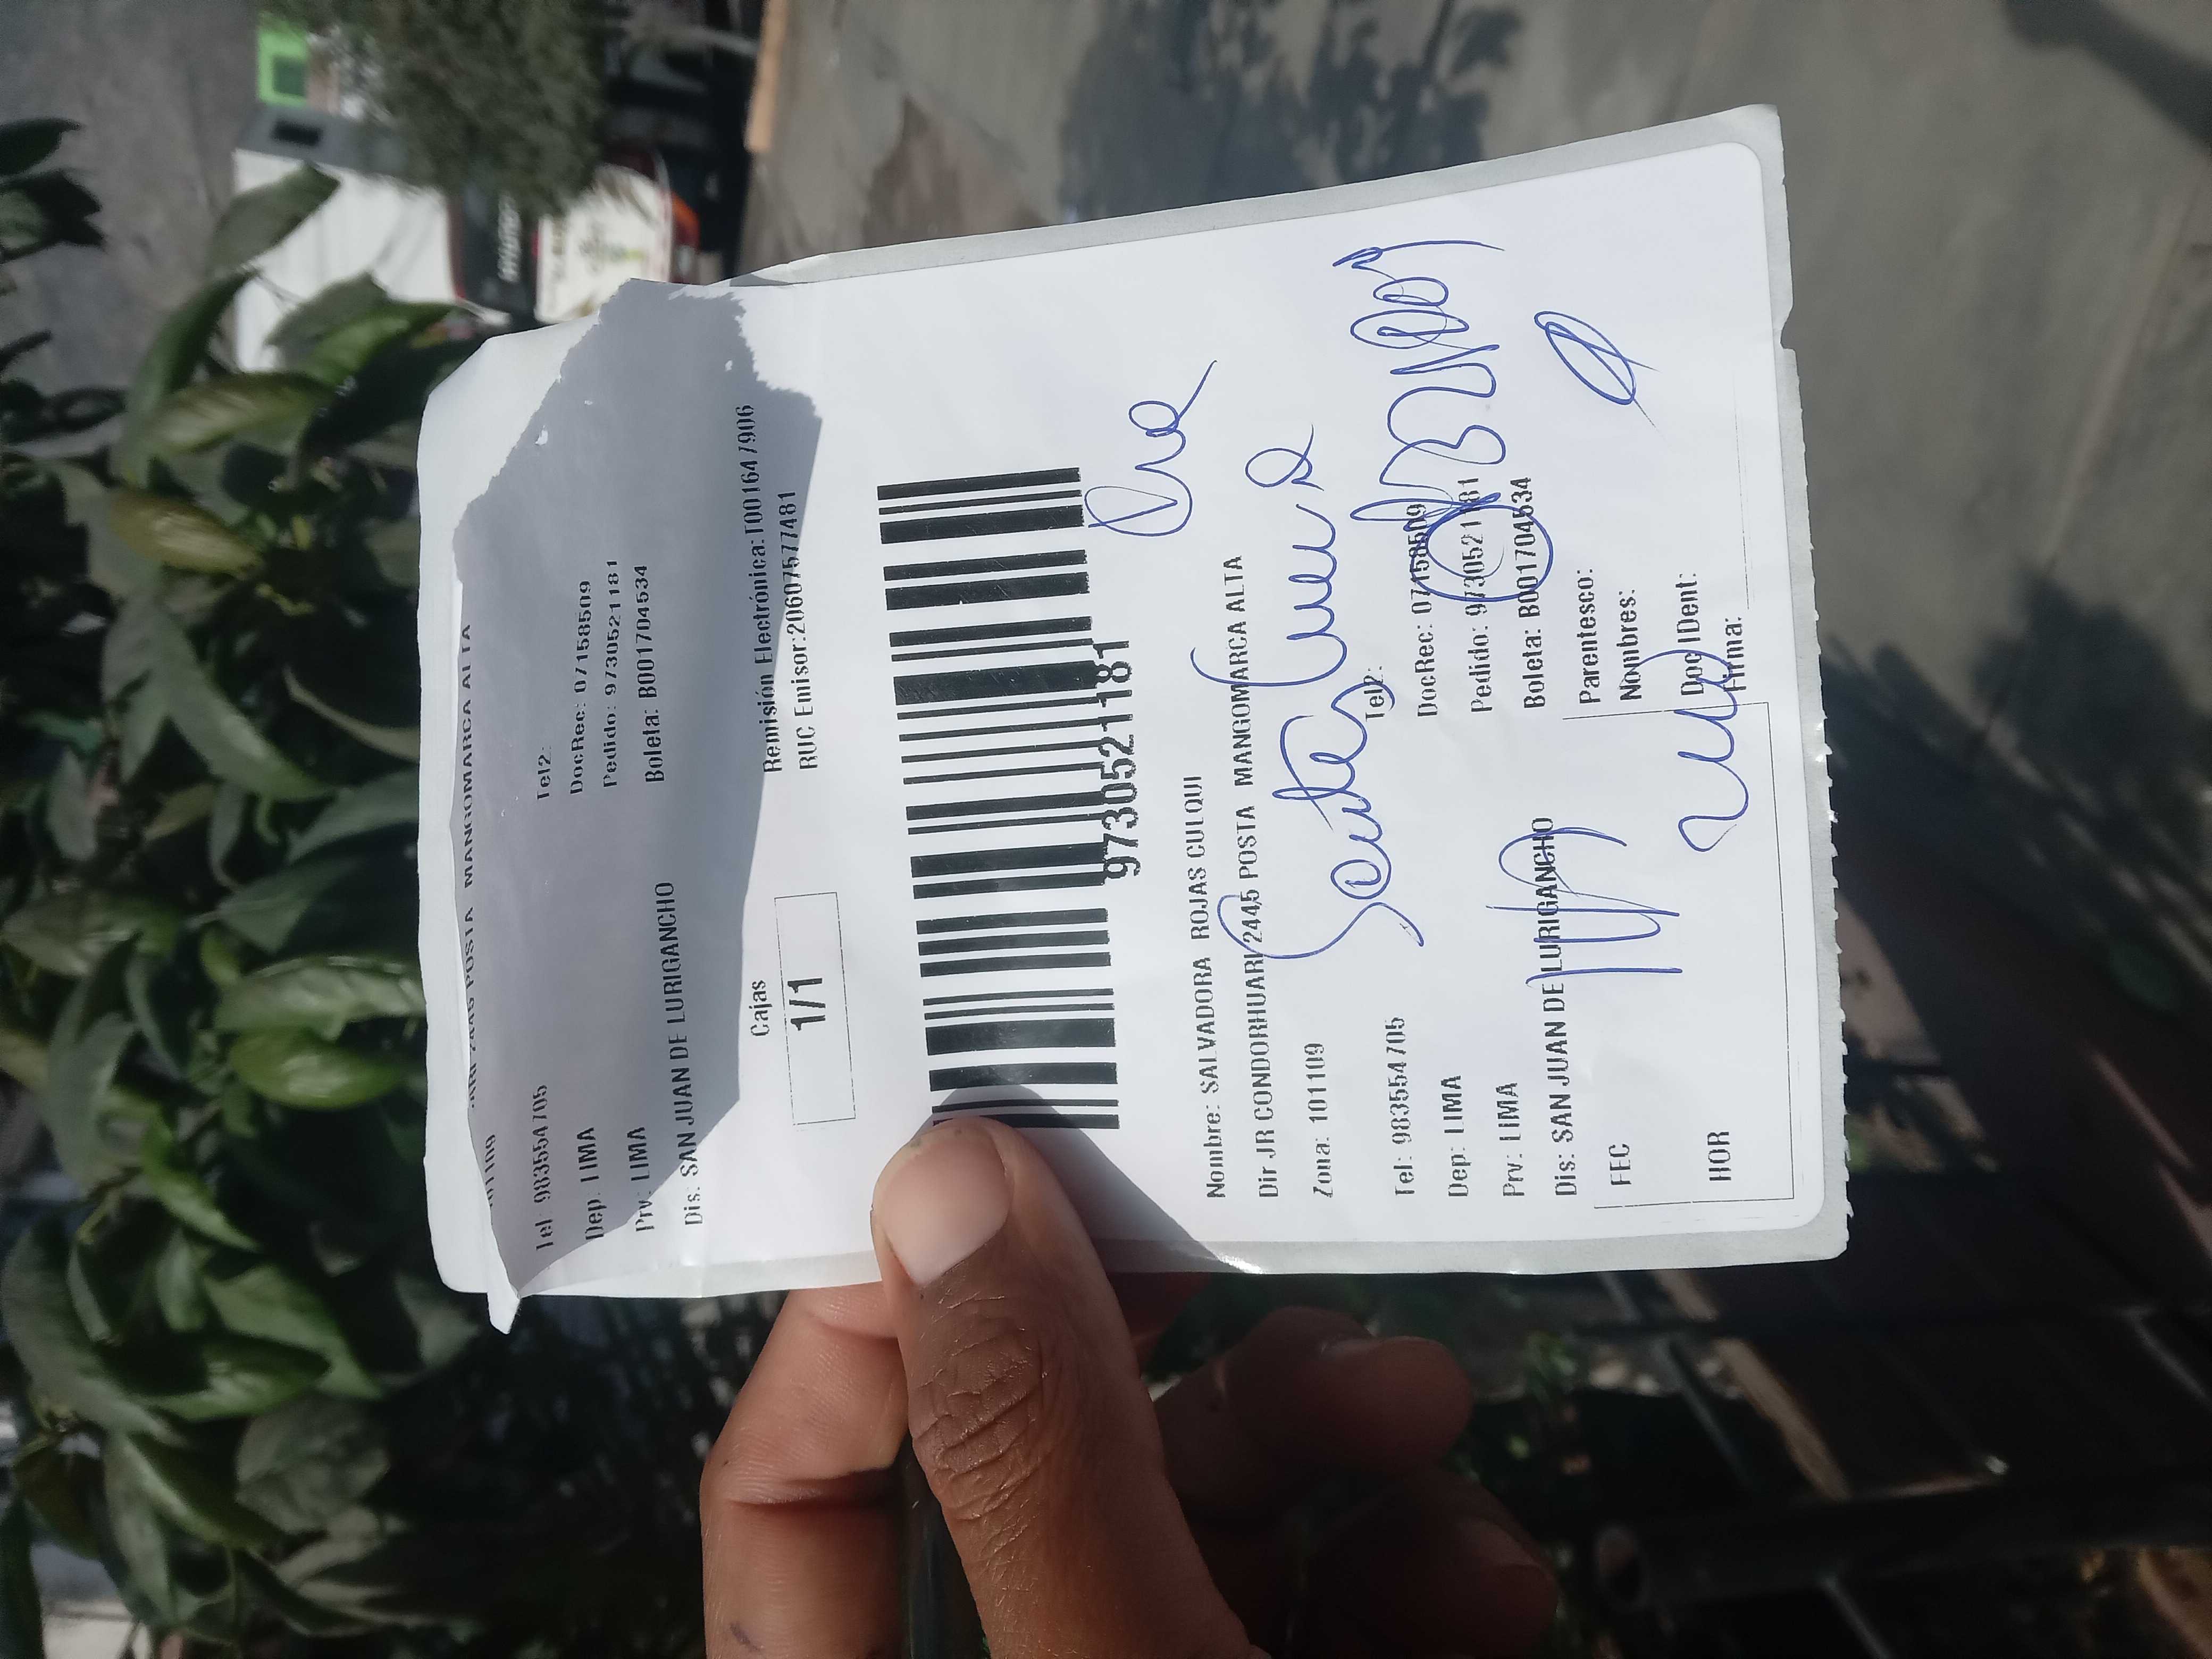 MANGOMARCA ALTA
Tel: 983554705 Tel2:
DocRec: 07158509
Dep: LIMA Pedido: 9730521181
Prv: LIMA Boleta: B001704534
Dis: SAN JUAN DE LURIGANCHO
Cajas Remisión Electrónica: T001647906
1/1 RUC Emisor:20607577481
9730521181
Nombre: SALVADORA ROJAS CULQUI
Dir JR CONDORHUARI 2445 POSTA MANGOMARCA ALTA
Zona: 101109
Tel: 983554705 Tel2:
DocRec: 07158509
Dep: LIMA Pedido: 9730521181
Prv: LIMA Boleta: B001704534
Dis: SAN JUAN DE LURIGANCHO
Parentesco:
FEC Nombres:
Doc IDent:
HOR Firma: